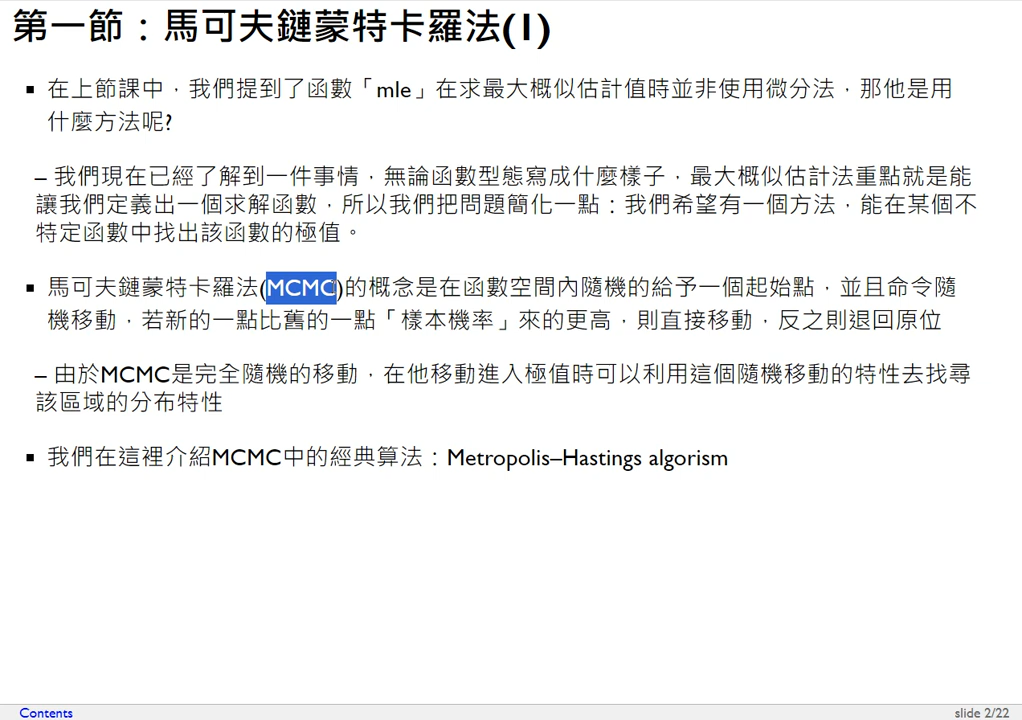 第一節：馬可夫鏈蒙特卡羅法(1)
▪ 在上節課中，我們提到了函數「mle」在求最大概似估計值時並非使用微分法，那他是用
什麼方法呢?
– 我們現在已經了解到一件事情，無論函數型態寫成什麼樣子，最大概似估計法重點就是能
讓我們定義出一個求解函數，所以我們把問題簡化一點：我們希望有一個方法，能在某個不
特定函數中找出該函數的極值。
▪ 馬可夫鏈蒙特卡羅法(MCMC)的概念是在函數空間內隨機的給予一個起始點，並且命令隨
機移動，若新的一點比舊的一點「樣本機率」來的更高，則直接移動，反之則退回原位
– 由於MCMC是完全隨機的移動，在他移動進入極值時可以利用這個隨機移動的特性去找尋
該區域的分布特性
▪ 我們在這裡介紹MCMC中的經典算法：Metropolis–Hastings algorism
Contents
slide 2/22